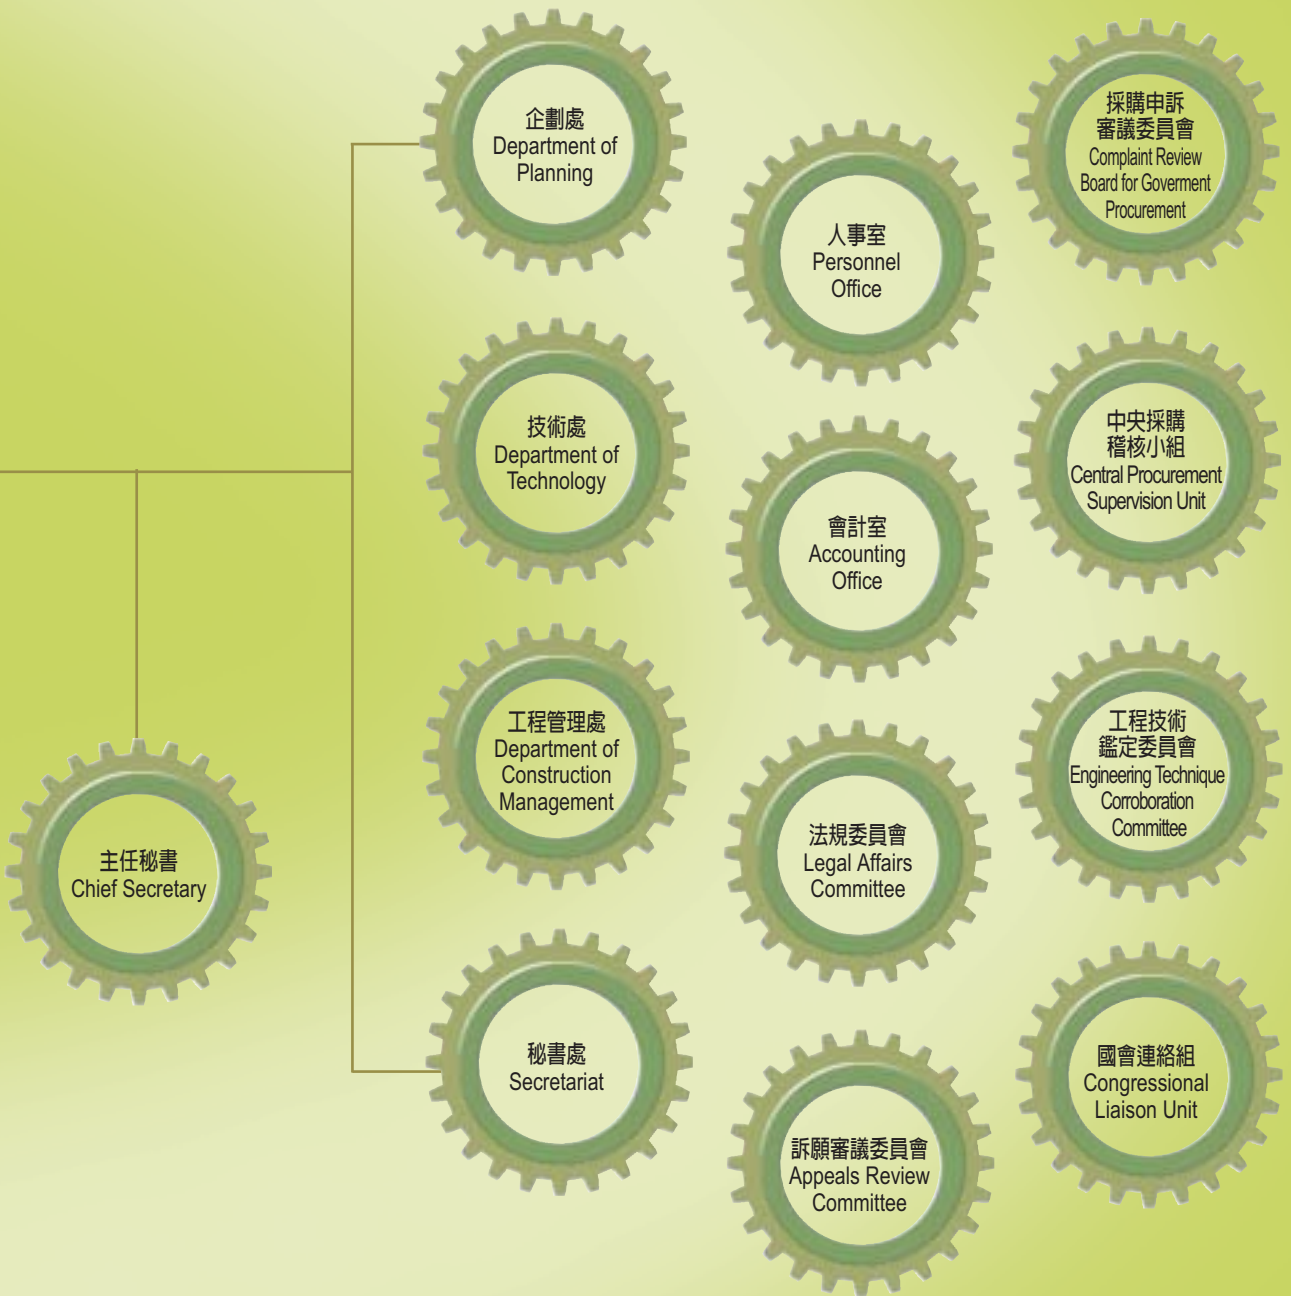 企劃處
Department of
Planning
技術處
Department of
Technology
工程管理處
Department of
Construction
Management
秘書處
Secretariat
主任秘書
Chief Secretary
人事室
Personnel
Office
會計室
Accounting
Office
法規委員會
Legal Affairs
Committee
訴願審議委員會
Appeals Review
Committee
採購申訴
審議委員會
Complaint Review
Board for Goverment
Procurement
中央採購
稽核小組
Central Procurement
Supervision Unit
工程技術
鑑定委員會
Engineering Technique
Corroboration
Committee
國會連絡組
Congressional
Liaison Unit